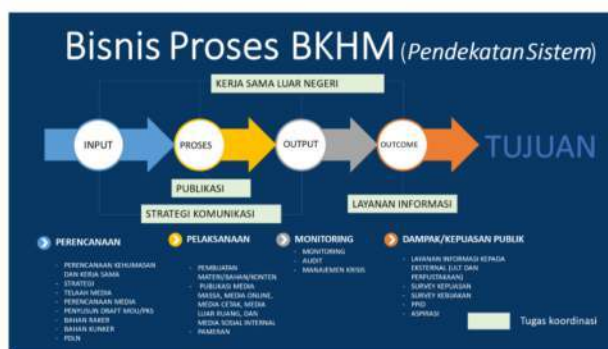 Bisnis Proses BKHM (Pendekatan Sistem)
KERJA SAMA LUAR NEGERI
INPUT
PROSES
OUTPUT
OUTCOME
TUJUAN
PUBLIKASI
STRATEGI KOMUNIKASI
LAYANAN INFORMASI
PERENCANAAN
- PERENCANAAN KEHUMASAN
DAN KERJA SAMA
- STRATEGI
- TELAAH MEDIA
- PERENCANAAN MEDIA
- PENYUSUN DRAFT MOU/PKS
- BAHAN RAKER
- BAHAN KUNKER
- PDLN
PELAKSANAAN
- PEMBUATAN
MATERI/BAHAN/KONTEN
- PUBLIKASI MEDIA
MASSA, MEDIA ONLINE,
MEDIA CETAK, MEDIA
LUAR RUANG, DAN
MEDIA SOSIAL INTERNAL
- PAMERAN
MONITORING
- MONITORING
- AUDIT
- MANAJEMEN KRISIS
DAMPAK/KEPUASAN PUBLIK
- LAYANAN INFORMASI KEPADA
EKSTERNAL (ULT DAN
PERPUSTAKAAN)
- SURVEY KEPUASAN
- SURVEY KEBIJAKAN
- PPID
- ASPIRASI
Tugas koordinasi